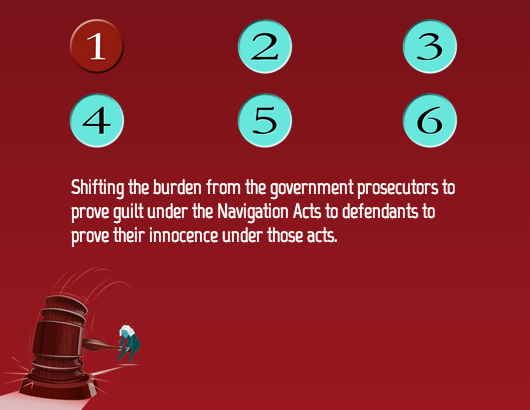 1 2 3
4 5 6
Shifting the burden from the government prosecutors to
prove guilt under the Navigation Acts to defendants to
prove their innocence under those acts.